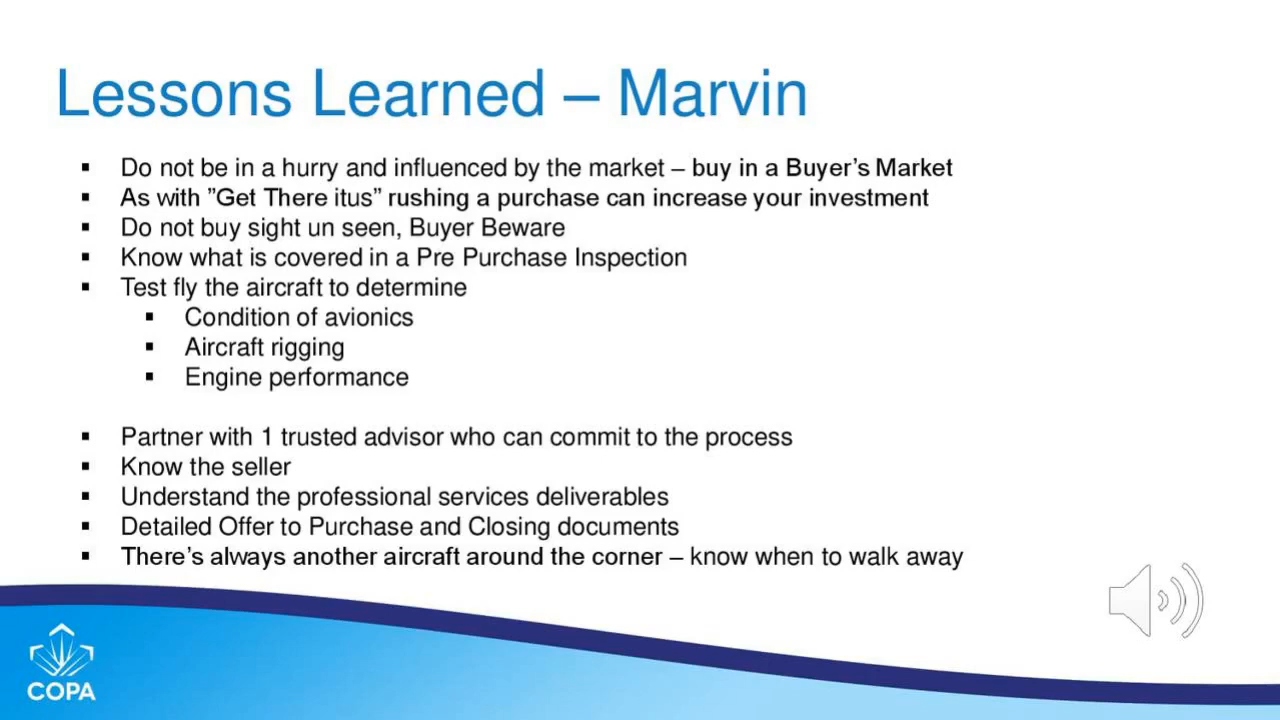 Lessons Learned – Marvin
▪ Do not be in a hurry and influenced by the market – buy in a Buyer’s Market
▪ As with ”Get There itus” rushing a purchase can increase your investment
▪ Do not buy sight un seen, Buyer Beware
▪ Know what is covered in a Pre Purchase Inspection
▪ Test fly the aircraft to determine
▪ Condition of avionics
▪ Aircraft rigging
▪ Engine performance
▪ Partner with 1 trusted advisor who can commit to the process
▪ Know the seller
▪ Understand the professional services deliverables
▪ Detailed Offer to Purchase and Closing documents
▪ There’s always another aircraft around the corner – know when to walk away
COPA